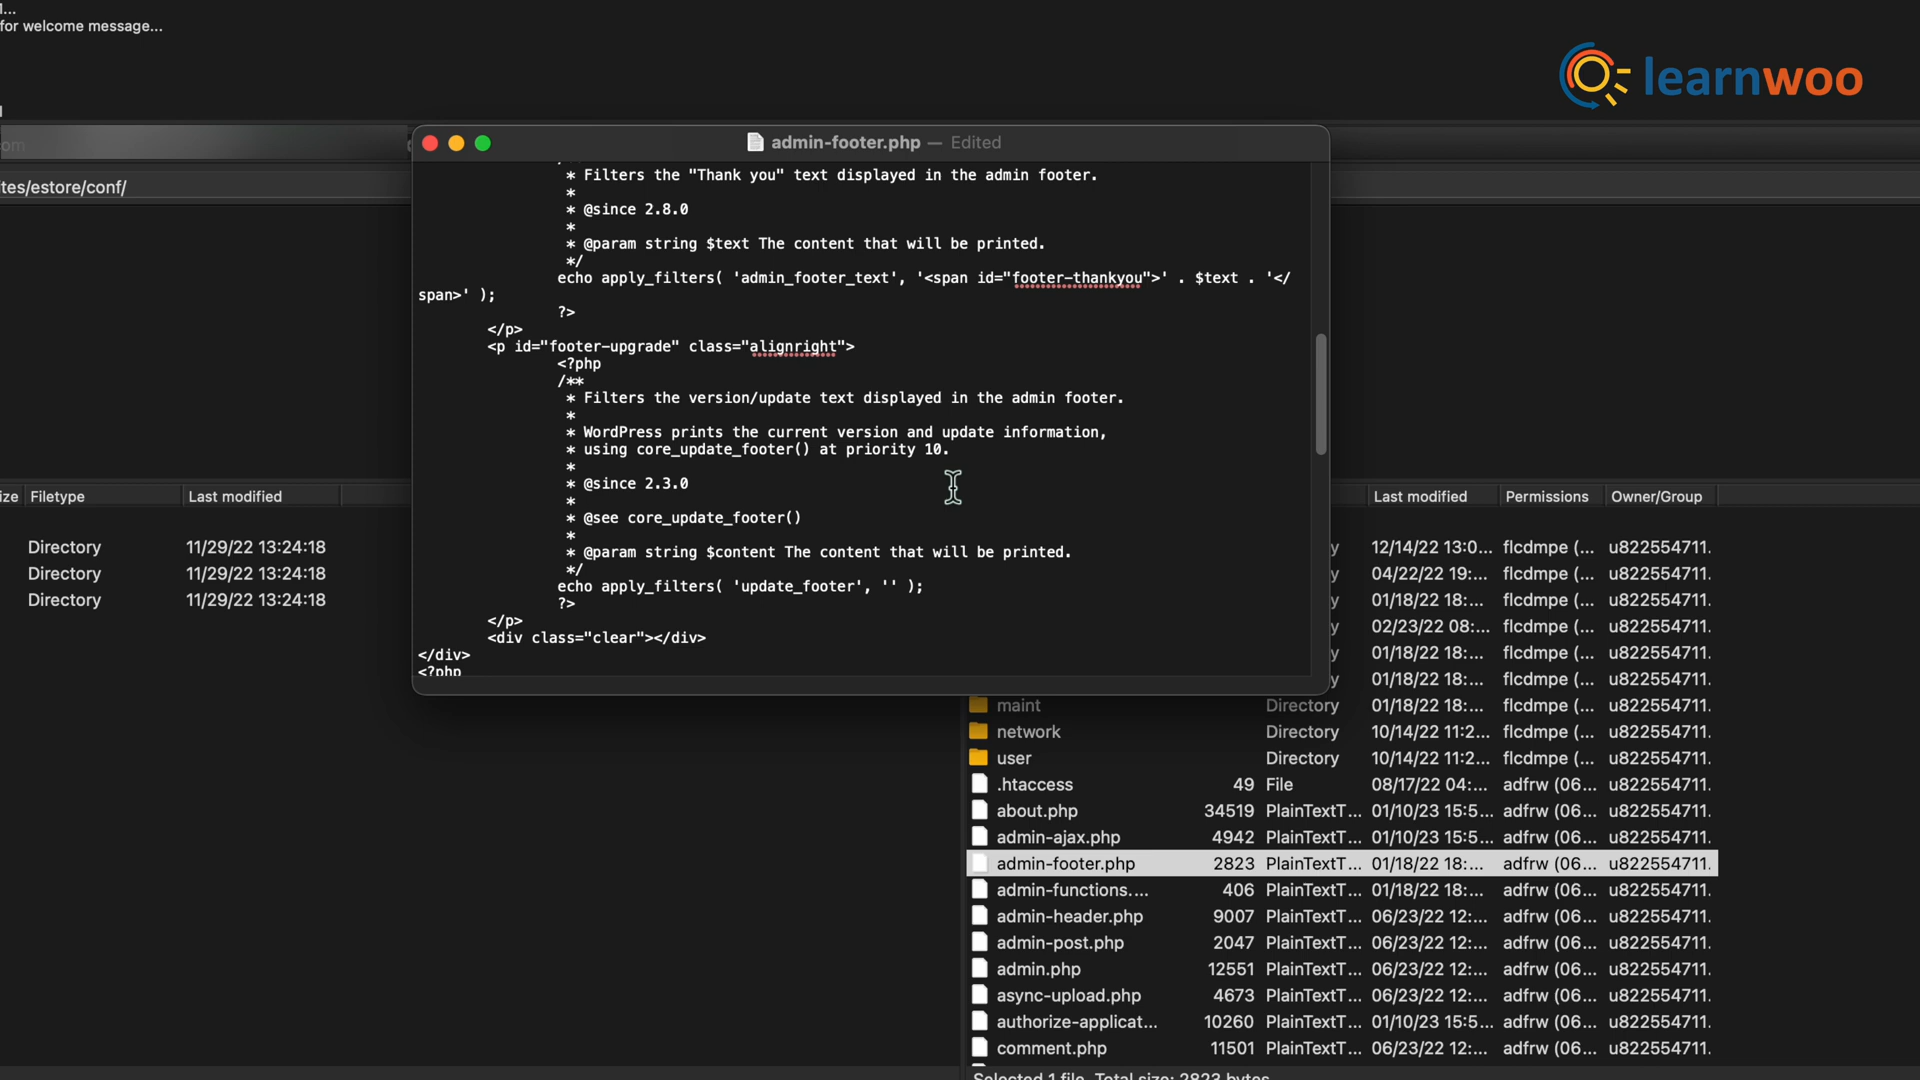 for welcome message...
learnwoo
admin-footer.php — Edited
* Filters the "Thank you" text displayed in the admin footer.
*
* @since 2.8.0
*
* @param string $text The content that will be printed.
*/
echo apply_filters( 'admin_footer_text', '<span id="footer-thankyou">' . $text . '</
span>' );
?>
</p>
<p id="footer-upgrade" class="alignright">
<?php
/**
* Filters the version/update text displayed in the admin footer.
*
* WordPress prints the current version and update information,
* using core_update_footer() at priority 10.
*
* @since 2.3.0
*
* @see core_update_footer()
*
* @param string $content The content that will be printed.
*/
echo apply_filters( 'update_footer', '' );
?>
</p>
<div class="clear"></div>
</div>
<?php
tes/estore/conf/
ize Filetype Last modified
Directory 11/29/22 13:24:18
Directory 11/29/22 13:24:18
Directory 11/29/22 13:24:18
Last modified Permissions Owner/Group
y 12/14/22 13:0... flcdmpe (... u822554711.
y 04/22/22 19:... flcdmpe (... u822554711.
y 01/18/22 18:... flcdmpe (... u822554711.
y 02/23/22 08:... flcdmpe (... u822554711.
y 01/18/22 18:... flcdmpe (... u822554711.
y 01/18/22 18:... flcdmpe (... u822554711.
maint Directory 01/18/22 18:... flcdmpe (... u822554711.
network Directory 10/14/22 11:2... flcdmpe (... u822554711.
user Directory 10/14/22 11:2... flcdmpe (... u822554711.
.htaccess 49 File 08/17/22 04:... adfrw (06... u822554711.
about.php 34519 PlainTextT... 01/10/23 15:5... adfrw (06... u822554711.
admin-ajax.php 4942 PlainTextT... 01/10/23 15:5... adfrw (06... u822554711.
admin-footer.php 2823 PlainTextT... 01/18/22 18:... adfrw (06... u822554711.
admin-functions.... 406 PlainTextT... 01/18/22 18:... adfrw (06... u822554711.
admin-header.php 9007 PlainTextT... 06/23/22 12:... adfrw (06... u822554711.
admin-post.php 2047 PlainTextT... 06/23/22 12:... adfrw (06... u822554711.
admin.php 12551 PlainTextT... 06/23/22 12:... adfrw (06... u822554711.
async-upload.php 4673 PlainTextT... 06/23/22 12:... adfrw (06... u822554711.
authorize-applicat... 10260 PlainTextT... 01/10/23 15:5... adfrw (06... u822554711.
comment.php 11501 PlainTextT... 06/23/22 12:... adfrw (06... u822554711.
Selected 1 file. Total size: 2823 bytes